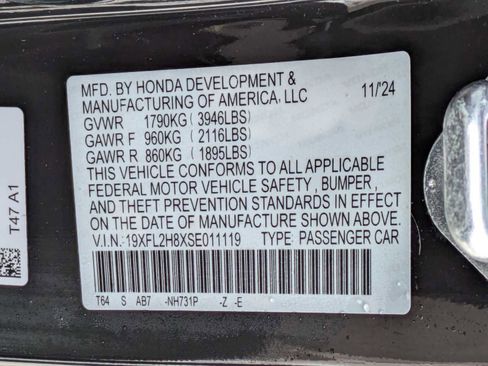 MFD. BY HONDA DEVELOPMENT &
MANUFACTURING OF AMERICA, LLC 11/'24
GVWR 1790KG (3946LBS)
GAWR F 960KG (2116LBS)
GAWR R 860KG (1895LBS)
THIS VEHICLE CONFORMS TO ALL APPLICABLE
FEDERAL MOTOR VEHICLE SAFETY , BUMPER,
AND THEFT PREVENTION STANDARDS IN EFFECT
ON THE DATE OF MANUFACTURE SHOWN ABOVE.
V.I.N.: 19XFL2H8XSE011119 TYPE: PASSENGER CAR
T64 S AB7 -NH731P -Z -E
T47 A1